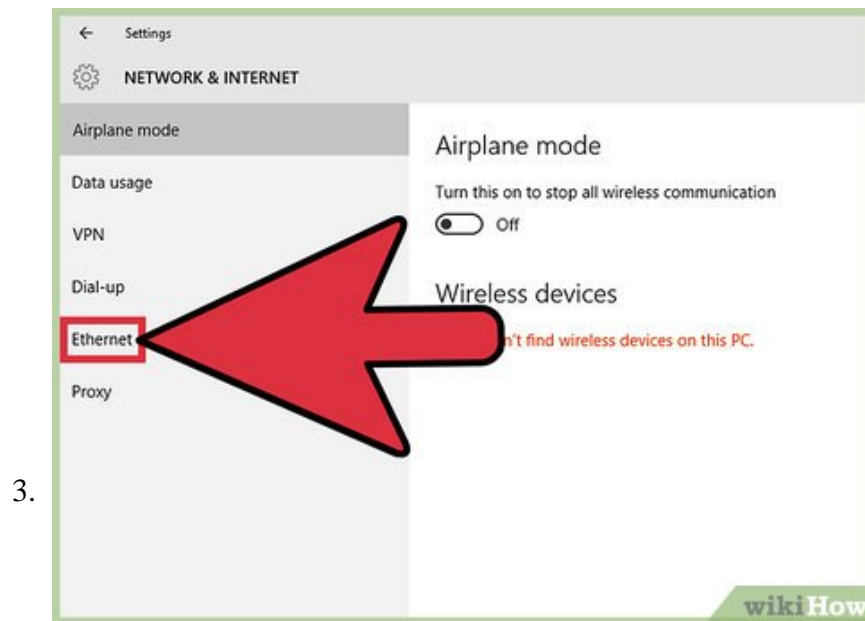 ← Settings
NETWORK & INTERNET
Airplane mode
Data usage
VPN
Dial-up
Ethernet
Proxy
Airplane mode
Turn this on to stop all wireless communication
Off
Wireless devices
find wireless devices on this PC.
3.
wikiHow